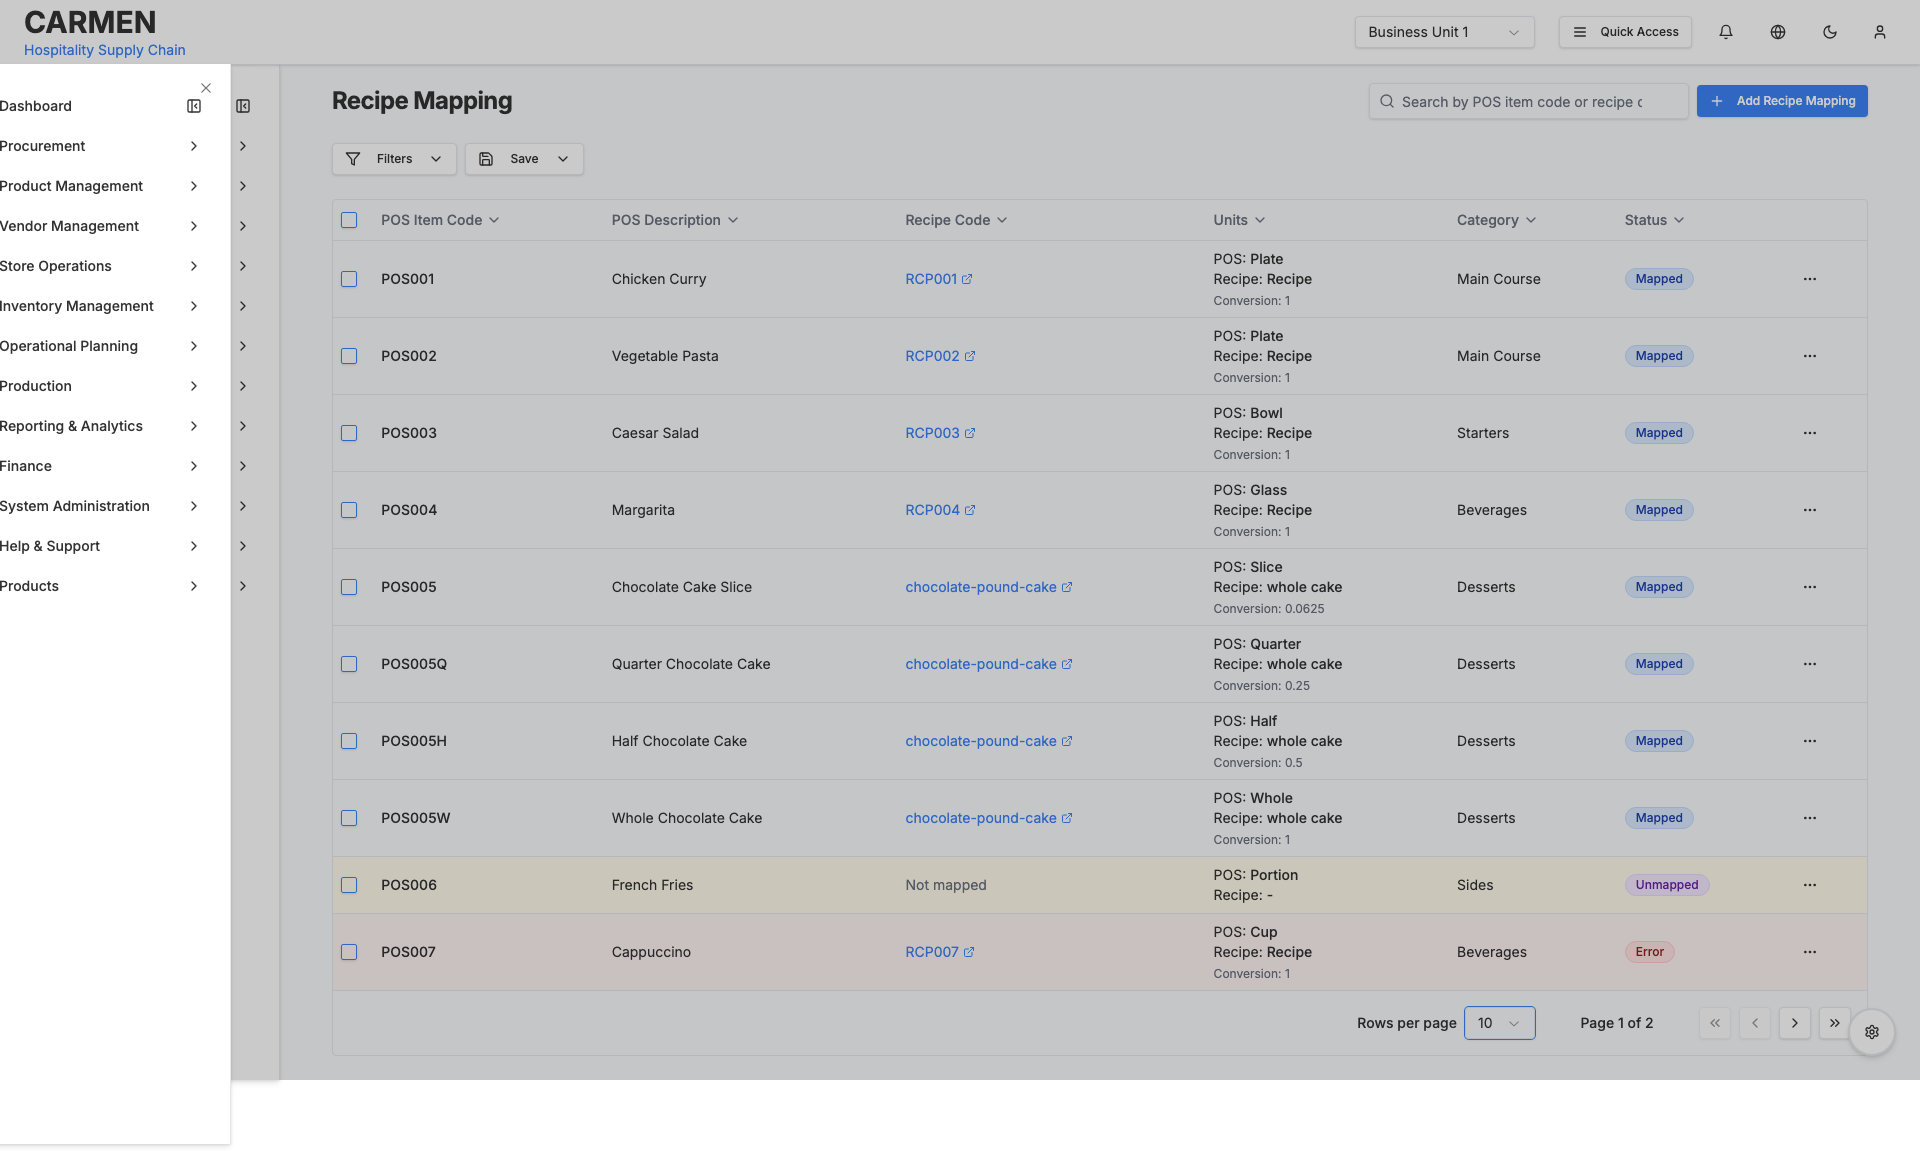 CARMEN
Hospitality Supply Chain
Business Unit 1
Quick Access
Dashboard
Procurement
Product Management
Vendor Management
Store Operations
Inventory Management
Operational Planning
Production
Reporting & Analytics
Finance
System Administration
Help & Support
Products
Recipe Mapping
Search by POS item code or recipe c
Add Recipe Mapping
Filters
Save
POS Item Code POS Description Recipe Code Units Category Status
POS: Plate
POS001 Chicken Curry RCP001 Recipe: Recipe Main Course Mapped
Conversion: 1
POS: Plate
POS002 Vegetable Pasta RCP002 Recipe: Recipe Main Course Mapped
Conversion: 1
POS: Bowl
POS003 Caesar Salad RCP003 Recipe: Recipe Starters Mapped
Conversion: 1
POS: Glass
POS004 Margarita RCP004 Recipe: Recipe Beverages Mapped
Conversion: 1
POS: Slice
POS005 Chocolate Cake Slice chocolate-pound-cake Recipe: whole cake Desserts Mapped
Conversion: 0.0625
POS: Quarter
POS005Q Quarter Chocolate Cake chocolate-pound-cake Recipe: whole cake Desserts Mapped
Conversion: 0.25
POS: Half
POS005H Half Chocolate Cake chocolate-pound-cake Recipe: whole cake Desserts Mapped
Conversion: 0.5
POS: Whole
POS005W Whole Chocolate Cake chocolate-pound-cake Recipe: whole cake Desserts Mapped
Conversion: 1
POS: Portion
POS006 French Fries Not mapped Sides Unmapped
Recipe: -
POS: Cup
POS007 Cappuccino RCP007 Recipe: Recipe Beverages Error
Conversion: 1
Rows per page 10 Page 1 of 2